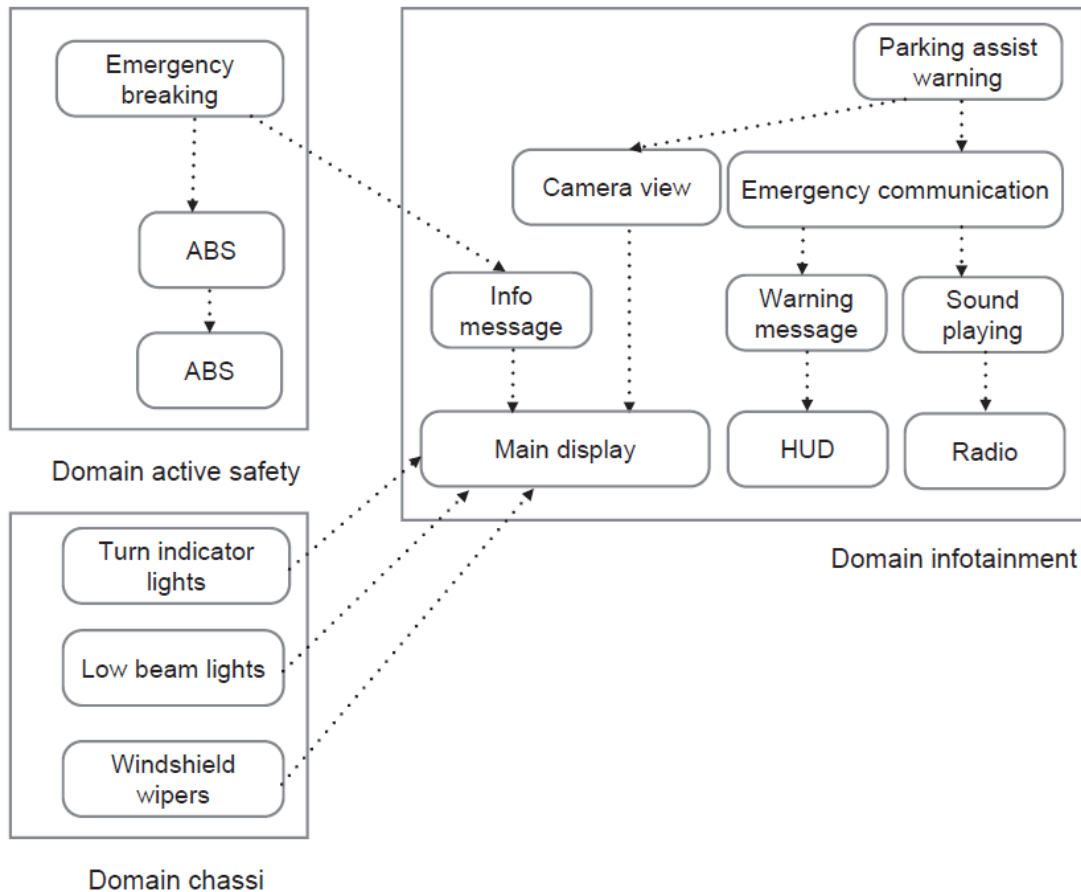 Emergency
breaking
ABS
ABS
Domain active safety
Turn indicator
lights
Low beam lights
Windshield
wipers
Domain chassi
Parking assist
warning
Camera view
Emergency communication
Info
message
Warning
message
Sound
playing
Main display
HUD
Radio
Domain infotainment